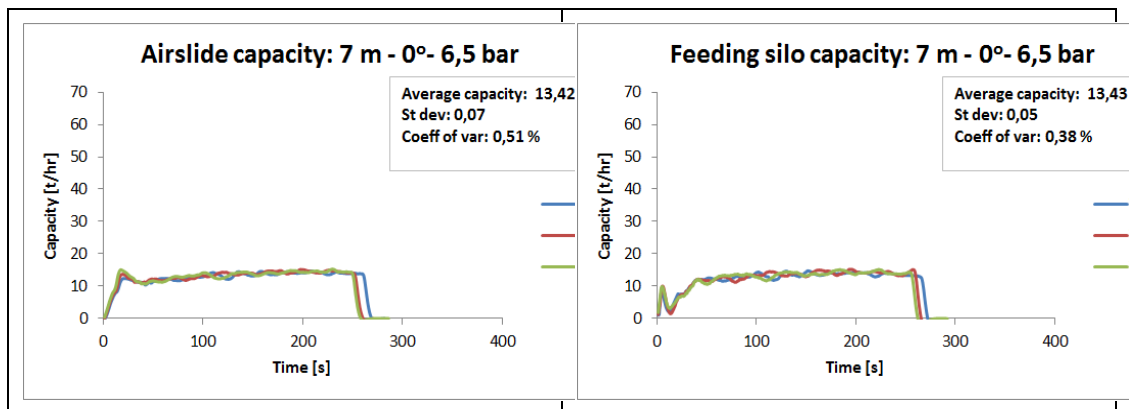 Airslide capacity: 7 m - 0º- 6,5 bar
Average capacity: 13,42
St dev: 0,07
Coeff of var: 0,51 %
70
60
50
40
30
20
10
0
Capacity [t/hr]
0 100 200 300 400
Time [s]
Feeding silo capacity: 7 m - 0º- 6,5 bar
Average capacity: 13,43
St dev: 0,05
Coeff of var: 0,38 %
70
60
50
40
30
20
10
0
Capacity [t/hr]
0 100 200 300 400
Time [s]